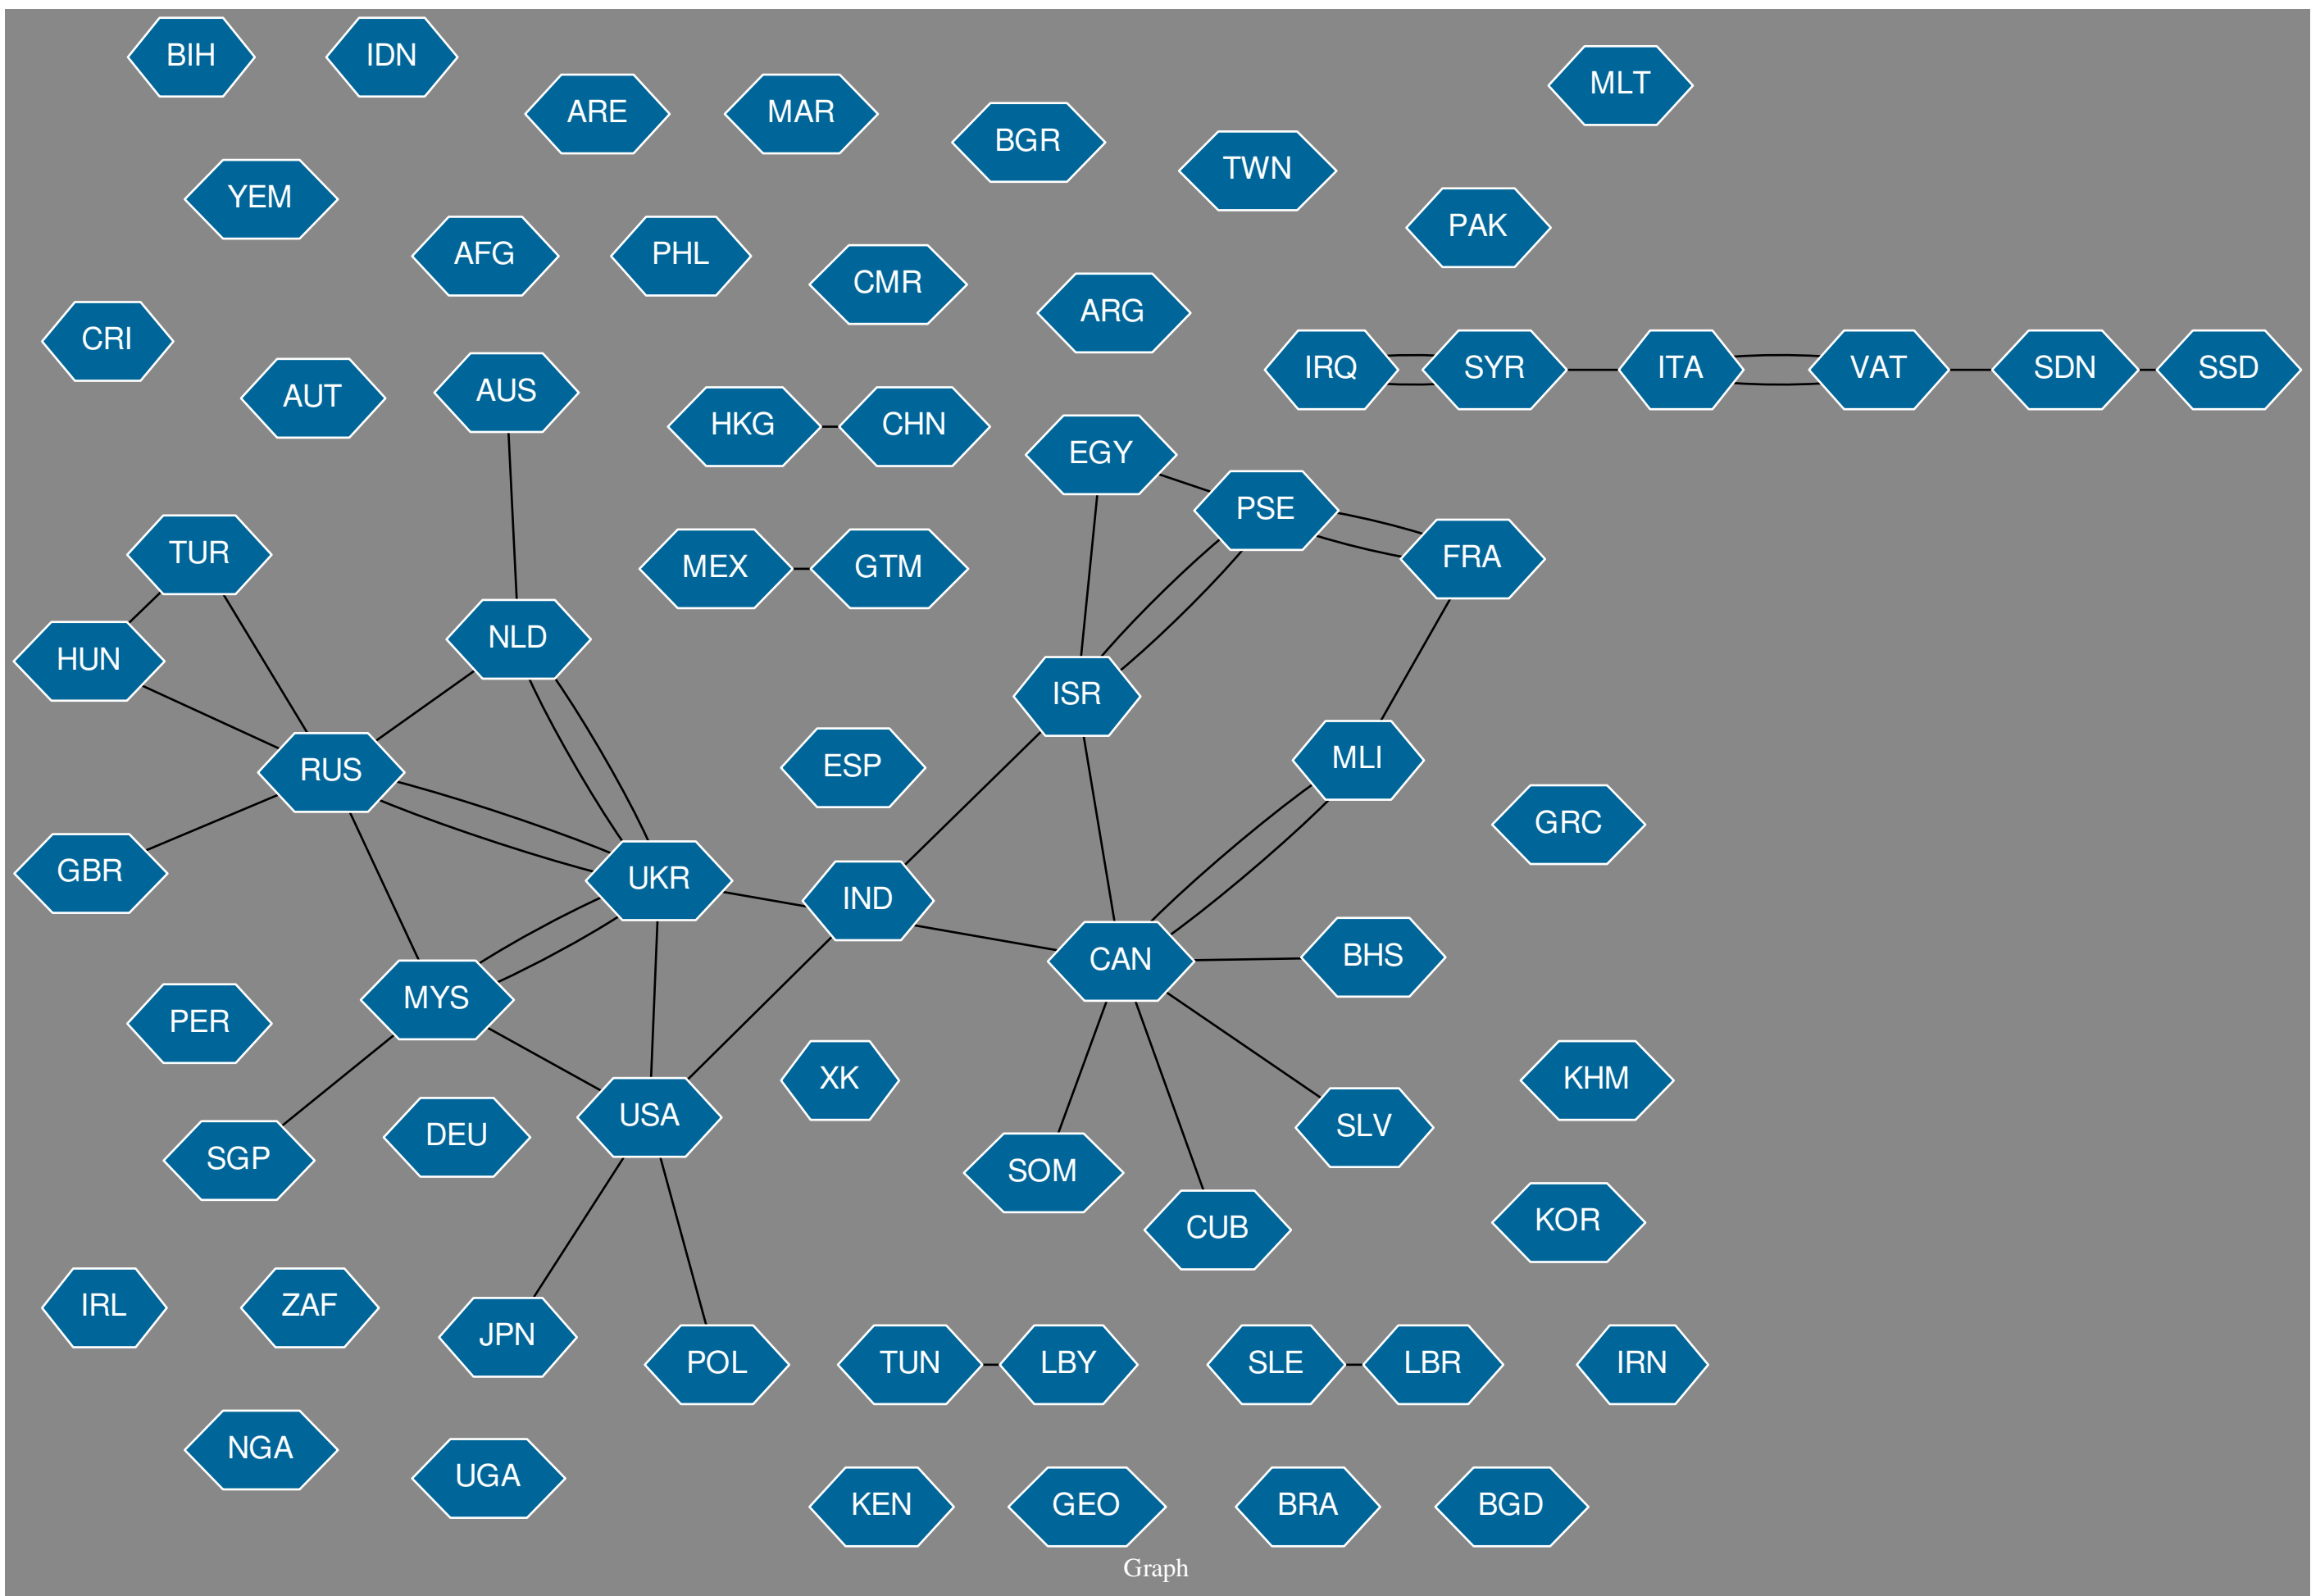 BIH
IDN
MLT
ARE
MAR
BGR
TWN
YEM
PAK
AFG
PHL
CMR
ARG
CRI
IRQ
SYR
ITA
VAT
SDN
SSD
AUT
AUS
HKG
CHN
EGY
PSE
TUR
MEX
GTM
FRA
NLD
HUN
ISR
MLI
RUS
ESP
GRC
GBR
UKR
IND
CAN
BHS
MYS
PER
XK
KHM
USA
SLV
DEU
SGP
SOM
CUB
KOR
IRL
ZAF
JPN
POL
TUN
LBY
SLE
LBR
IRN
NGA
UGA
KEN
GEO
BRA
BGD
Graph